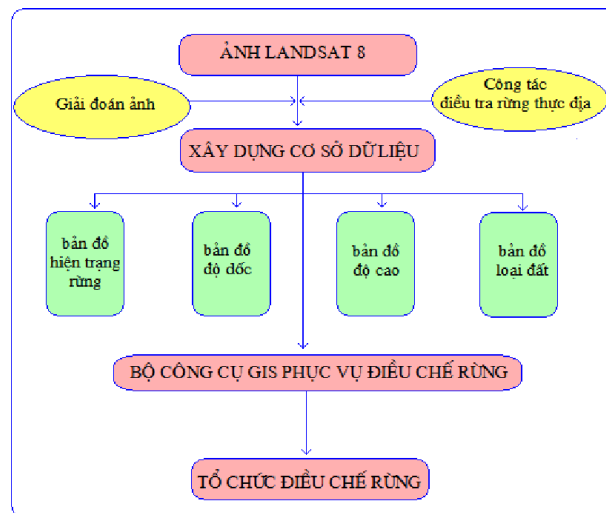 ẢNH LANDSAT 8
Giải đoán ảnh
Công tác
điều tra rừng thực địa
XÂY DỰNG CƠ SỞ DỮ LIỆU
bản đồ
hiện trạng
rừng
bản đồ
độ dốc
bản đồ
độ cao
bản đồ
loại đất
BỘ CÔNG CỤ GIS PHỤC VỤ ĐIỀU CHẾ RỪNG
TỔ CHỨC ĐIỀU CHẾ RỪNG